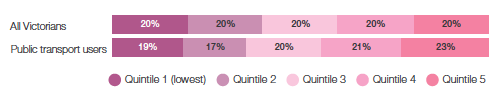 All Victorians 20% 20% 20% 20% 20%
Public transport users 19% 17% 20% 21% 23%
Quintile 1 (lowest) Quintile 2 Quintile 3 Quintile 4 Quintile 5